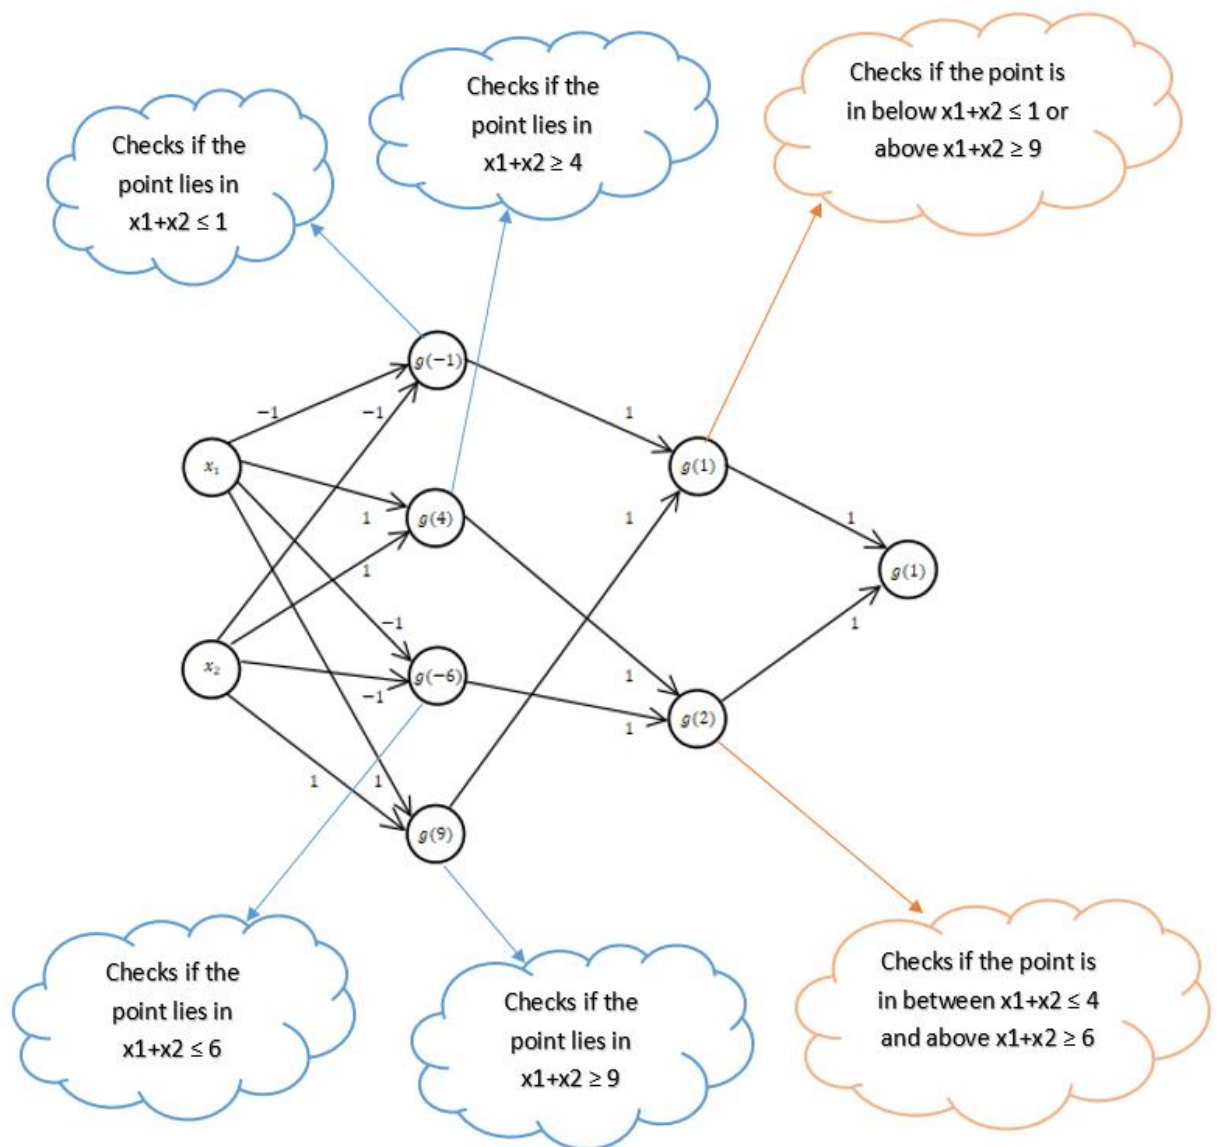 Checks if the
point lies in
x1+x2 ≤ 1
Checks if the
point lies in
x1+x2 ≥ 4
Checks if the point is
in below x1+x2 ≤ 1 or
above x1+x2 ≥ 9
g(−1)
−1
−1
1
x₁
g(1)
g(4)
1
1
1
1
g(1)
−1
x₂
g(−6)
−1
1
1
g(2)
1
1
1
g(9)
Checks if the
point lies in
x1+x2 ≤ 6
Checks if the
point lies in
x1+x2 ≥ 9
Checks if the point is
in between x1+x2 ≤ 4
and above x1+x2 ≥ 6